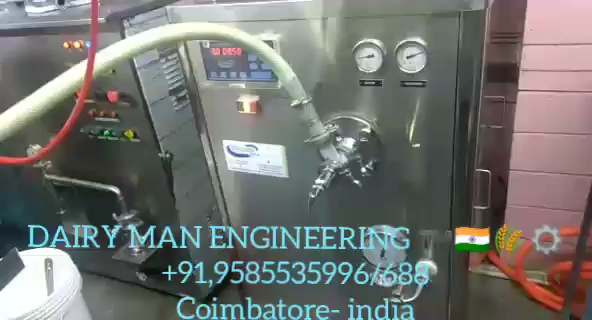 DAIRY MAN ENGINEERING 🇮🇳🌾⚙️
+91,9585535996/688
Coimbatore- india